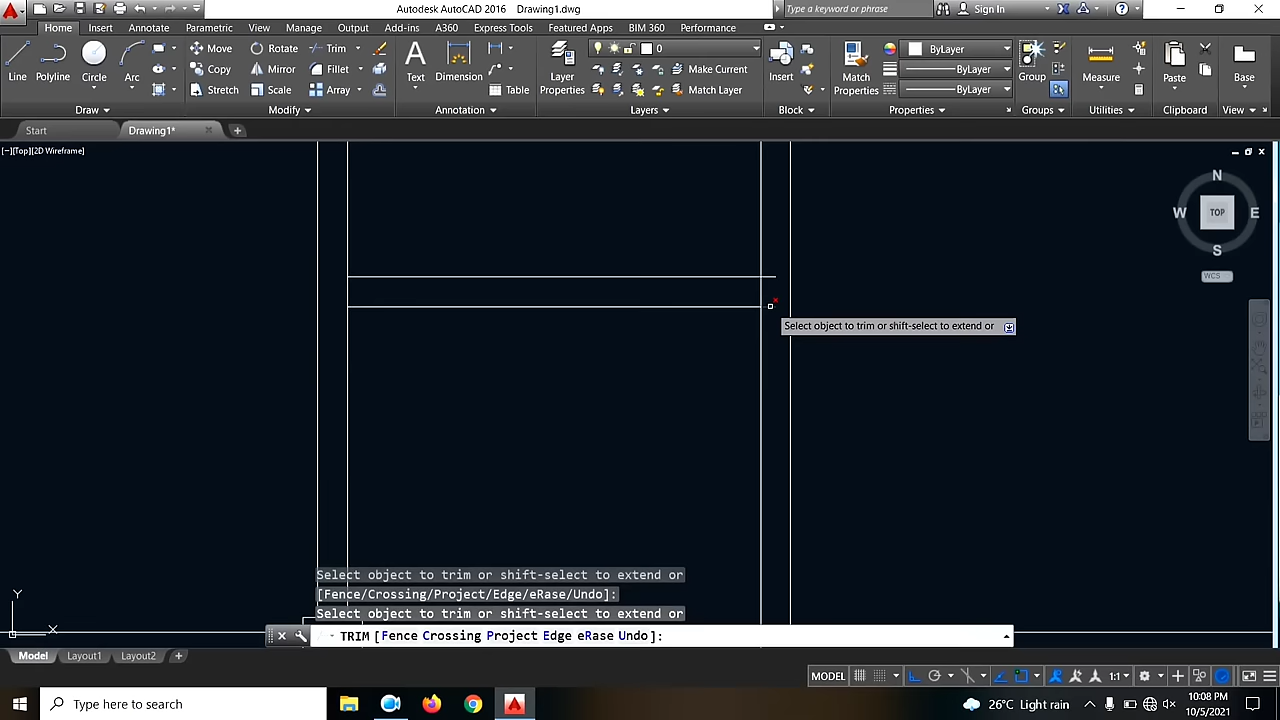 Autodesk AutoCAD 2016 Drawing1.dwg
Type a keyword or phrase
Sign In
Home Insert Annotate Parametric View Manage Output Add-ins A360 Express Tools Featured Apps BIM 360 Performance
Line
Polyline
Circle
Arc
Move
Copy
Stretch
Rotate
Mirror
Scale
Trim
Fillet
Array
Text
Dimension
Table
Layer
Properties
0
Make Current
Match Layer
Insert
Match
Properties
ByLayer
ByLayer
ByLayer
Group
Measure
Paste
Base
Draw Modify Annotation Layers Block Properties Groups Utilities Clipboard View
Start
Drawing1*
[−][Top][2D Wireframe]
N
W
TOP
E
S
WCS
Select object to trim or shift-select to extend or
Select object to trim or shift-select to extend or
[Fence/Crossing/Project/Edge/eRase/Undo]:
Select object to trim or shift-select to extend or
TRIM [Fence Crossing Project Edge eRase Undo]:
Y
X
Model Layout1 Layout2
MODEL
1:1
Type here to search
26°C Light rain
10:08 PM
10/5/2021